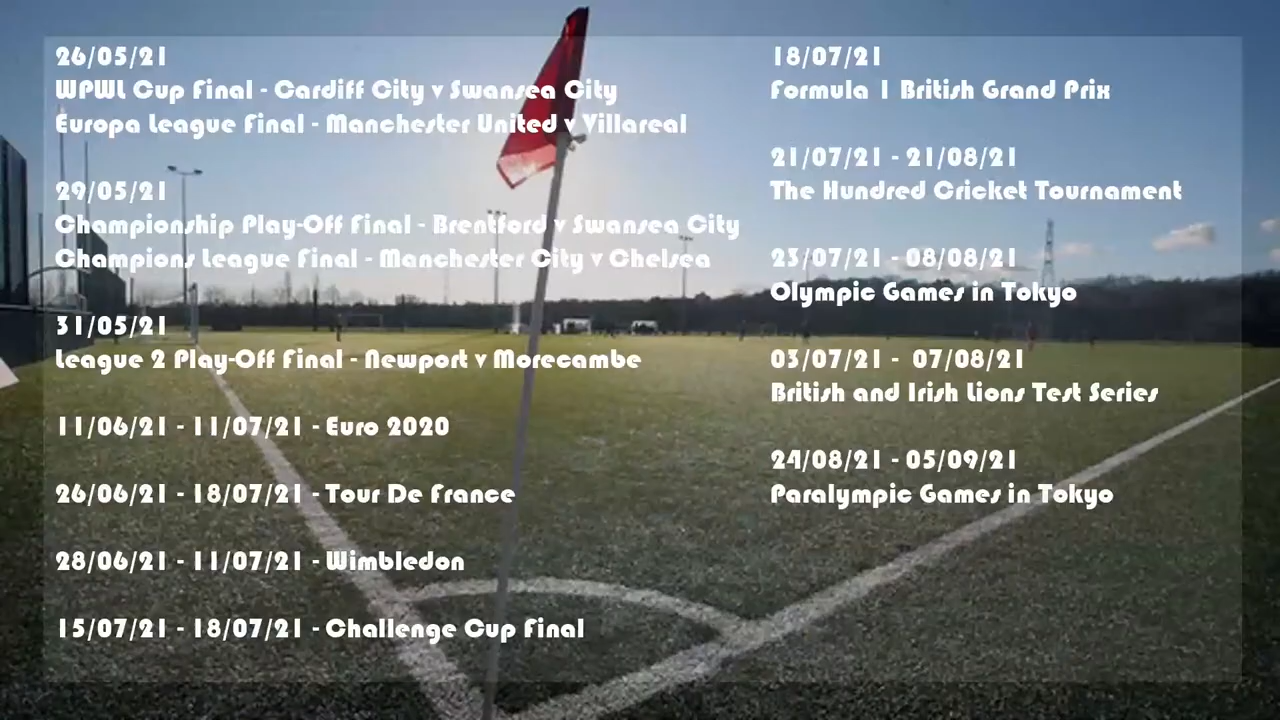 26/05/21
WPWL Cup Final - Cardiff City v Swansea City
Europa League Final - Manchester United v Villareal
29/05/21
Championship Play-Off Final - Brentford v Swansea City
Champions League Final - Manchester City v Chelsea
31/05/21
League 2 Play-Off Final - Newport v Morecambe
11/06/21 - 11/07/21 - Euro 2020
26/06/21 - 18/07/21 - Tour De France
28/06/21 - 11/07/21 - Wimbledon
15/07/21 - 18/07/21 - Challenge Cup Final
18/07/21
Formula 1 British Grand Prix
21/07/21 - 21/08/21
The Hundred Cricket Tournament
23/07/21 - 08/08/21
Olympic Games in Tokyo
03/07/21 - 07/08/21
British and Irish Lions Test Series
24/08/21 - 05/09/21
Paralympic Games in Tokyo